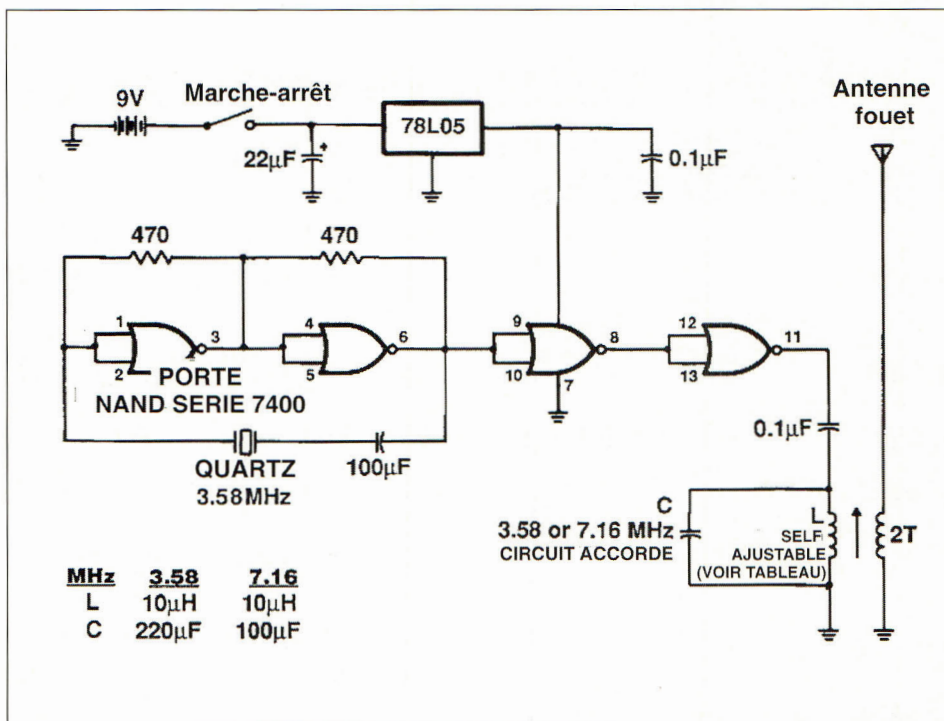 9V
Marche-arrêt
78L05
22µF
+
0.1µF
Antenne
fouet
470
470
1
2
3
4
5
6
9
10
8
7
12
13
11
PORTE
NAND SERIE 7400
QUARTZ
3.58MHz
100µF
0.1µF
C
3.58 or 7.16 MHz
CIRCUIT ACCORDE
L
SELF
AJUSTABLE
(VOIR TABLEAU)
2T
MHz 3.58 7.16
L 10µH 10µH
C 220µF 100µF